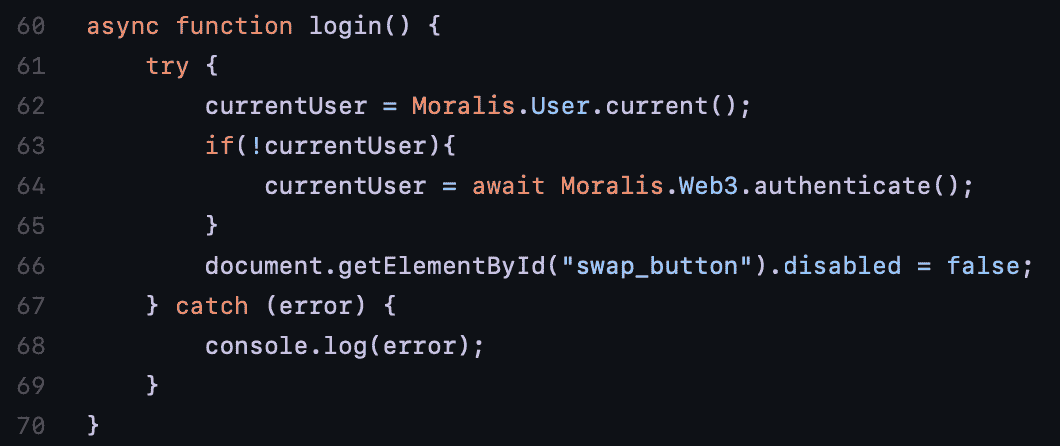 60 async function login() {
61     try {
62         currentUser = Moralis.User.current();
63         if(!currentUser){
64             currentUser = await Moralis.Web3.authenticate();
65         }
66         document.getElementById("swap_button").disabled = false;
67     } catch (error) {
68         console.log(error);
69     }
70 }